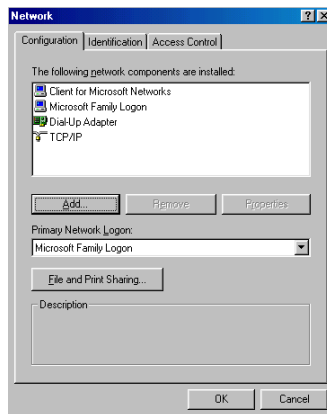 Network
Configuration Identification Access Control
The following network components are installed:
Client for Microsoft Networks
Microsoft Family Logon
Dial-Up Adapter
TCP/IP
Add... Remove Properties
Primary Network Logon:
Microsoft Family Logon
File and Print Sharing...
Description
OK Cancel